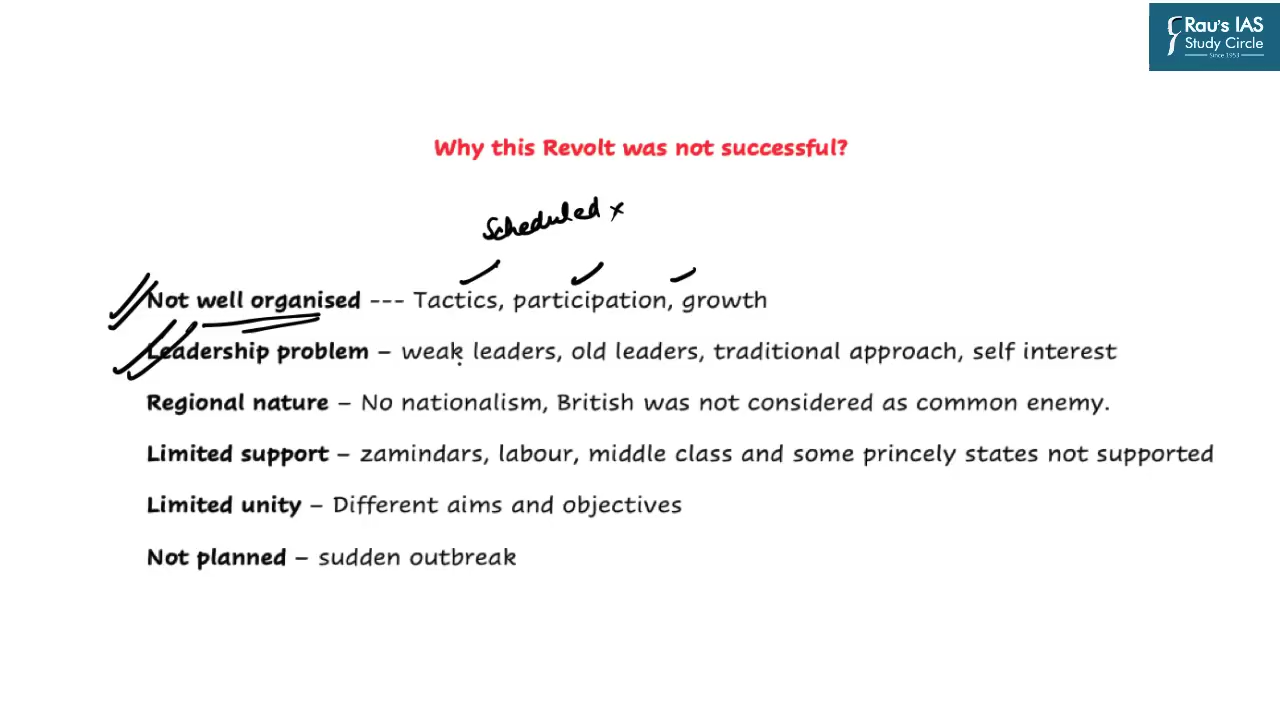 Rau's IAS
Study Circle
Since 1953
Why this Revolt was not successful?
Scheduled x
Not well organised --- Tactics, participation, growth
Leadership problem – weak leaders, old leaders, traditional approach, self interest
Regional nature – No nationalism, British was not considered as common enemy.
Limited support – zamindars, labour, middle class and some princely states not supported
Limited unity – Different aims and objectives
Not planned – sudden outbreak